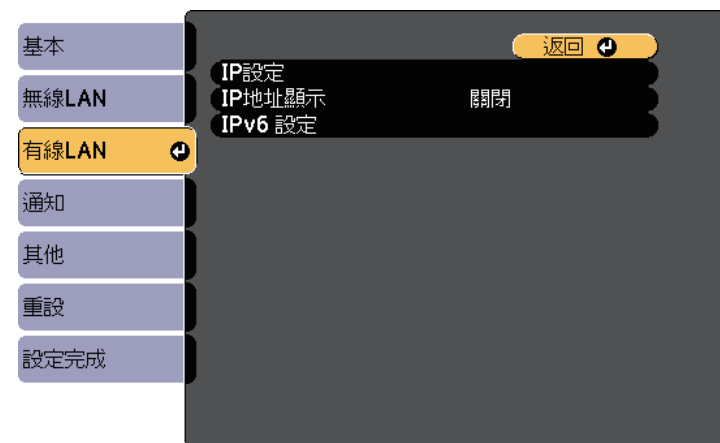 基本
無線LAN
有線LAN
通知
其他
重設
設定完成
返回
IP設定
IP地址顯示 關閉
IPv6 設定